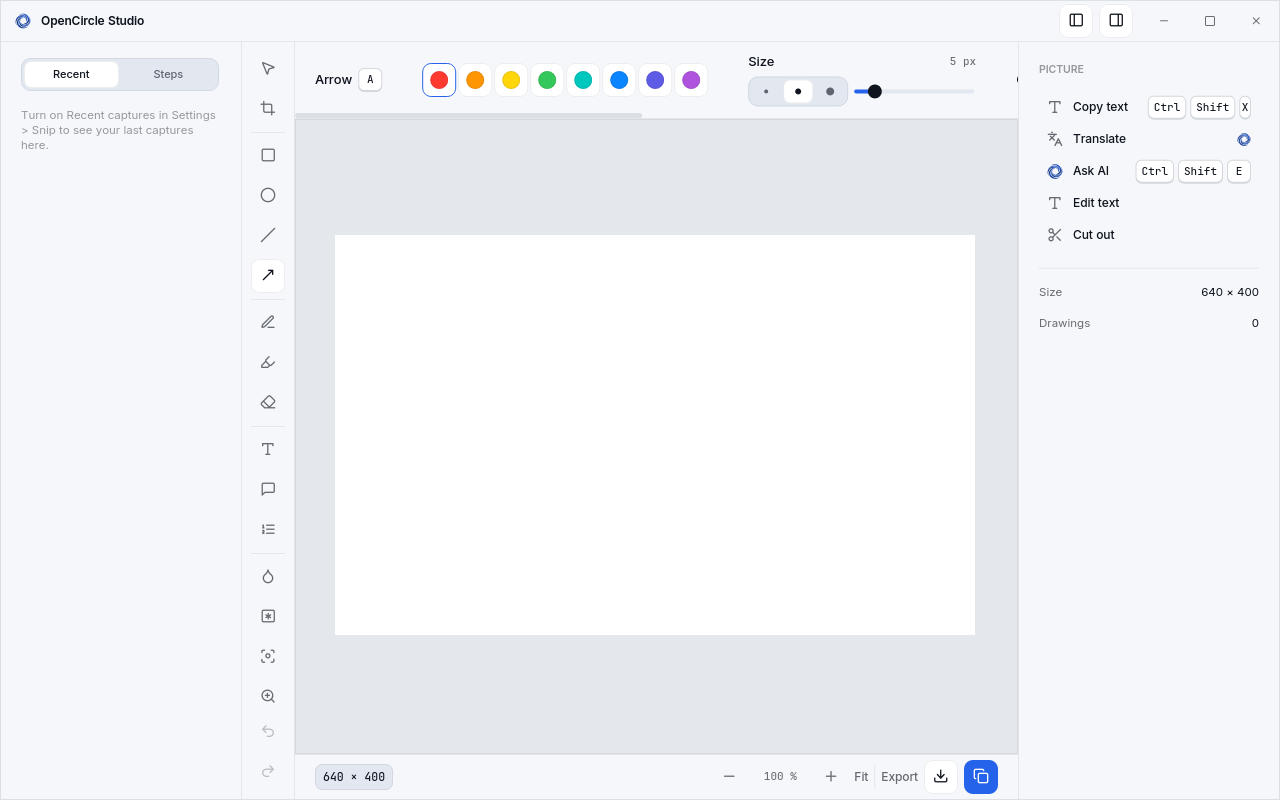 OpenCircle Studio
Recent
Steps
Turn on Recent captures in Settings
> Snip to see your last captures
here.
Arrow A
Size 5 px
PICTURE
Copy text Ctrl Shift X
Translate
Ask AI Ctrl Shift E
Edit text
Cut out
Size 640 × 400
Drawings 0
640 × 400
100 %
Fit
Export